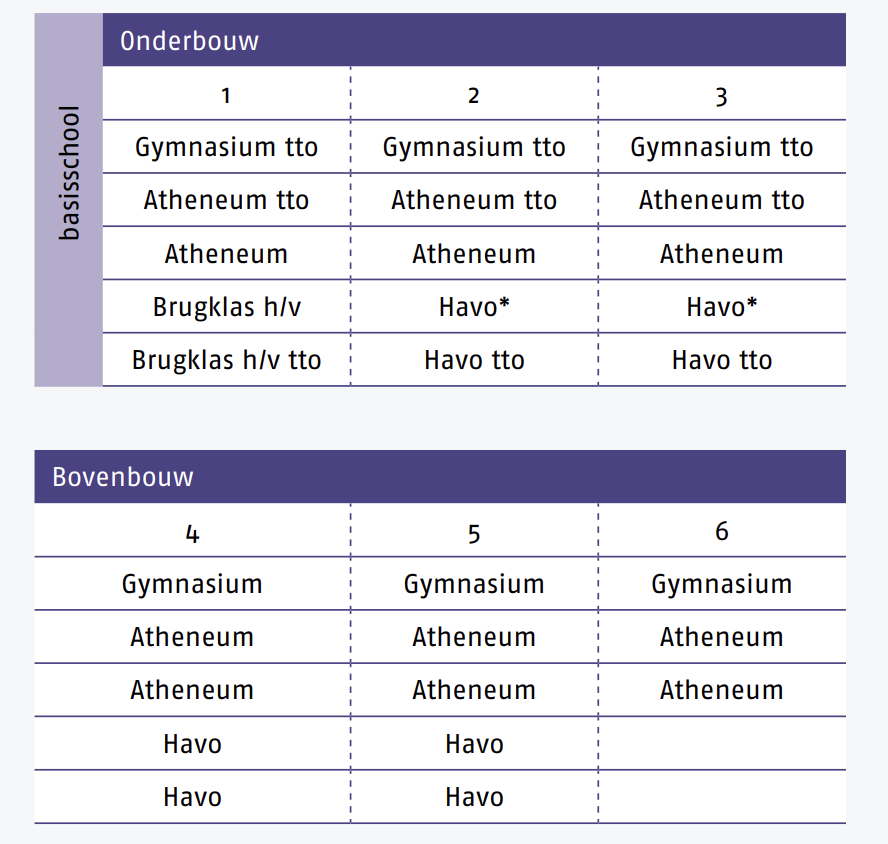 basisschool
Onderbouw
1 2 3
Gymnasium tto Gymnasium tto Gymnasium tto
Atheneum tto Atheneum tto Atheneum tto
Atheneum Atheneum Atheneum
Brugklas h/v Havo* Havo*
Brugklas h/v tto Havo tto Havo tto
Bovenbouw
4 5 6
Gymnasium Gymnasium Gymnasium
Atheneum Atheneum Atheneum
Atheneum Atheneum Atheneum
Havo Havo
Havo Havo